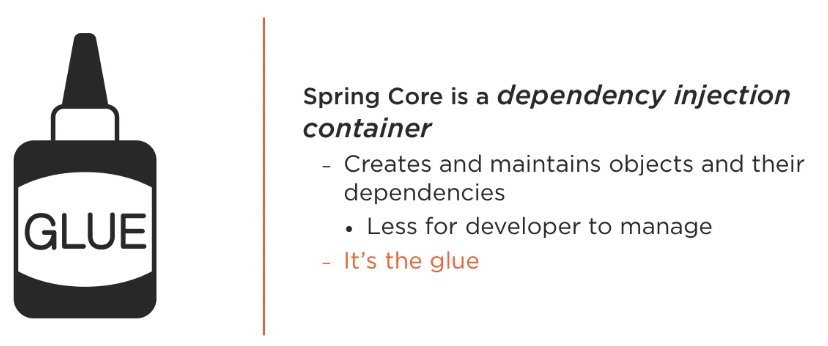 GLUE
Spring Core is a dependency injection
container
– Creates and maintains objects and their
dependencies
• Less for developer to manage
– It’s the glue